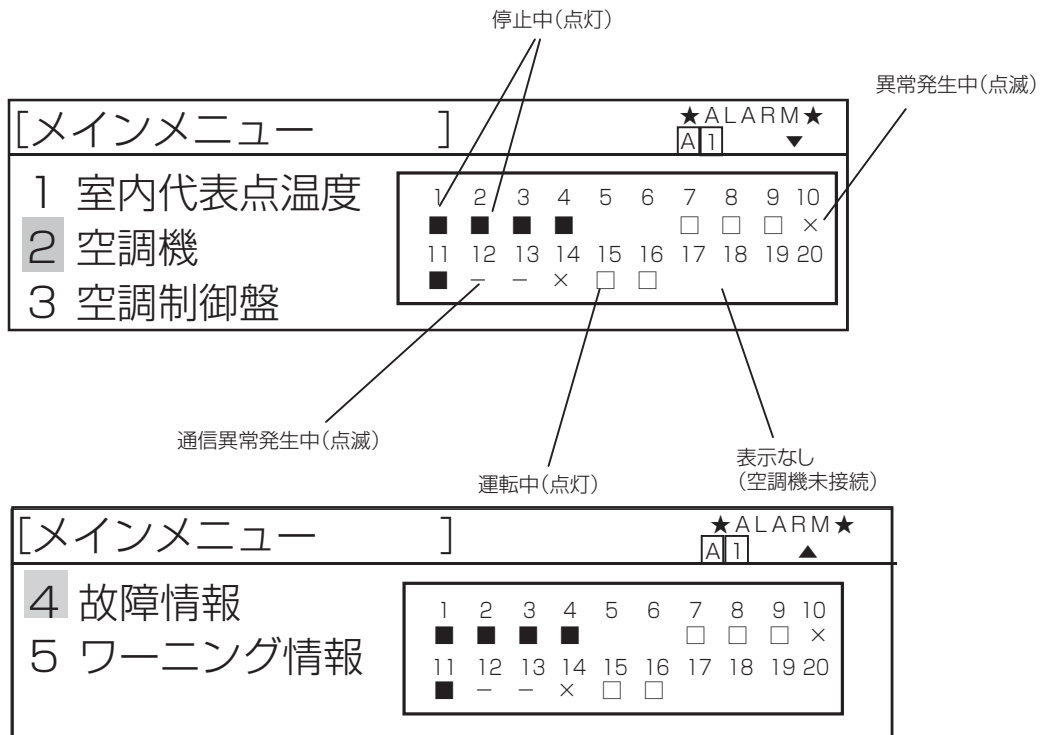 停止中(点灯)
異常発生中(点滅)
[メインメニュー ] ★ALARM★
A1 ▼
1 室内代表点温度
2 空調機
3 空調制御盤
1 2 3 4 5 6 7 8 9 10
■ ■ ■ ■ □ □ □ ×
11 12 13 14 15 16 17 18 19 20
■ − − × □ □
通信異常発生中(点滅)
運転中(点灯)
表示なし
(空調機未接続)
[メインメニュー ] ★ALARM★
A1 ▲
4 故障情報
5 ワーニング情報
1 2 3 4 5 6 7 8 9 10
■ ■ ■ ■ □ □ □ ×
11 12 13 14 15 16 17 18 19 20
■ − − × □ □